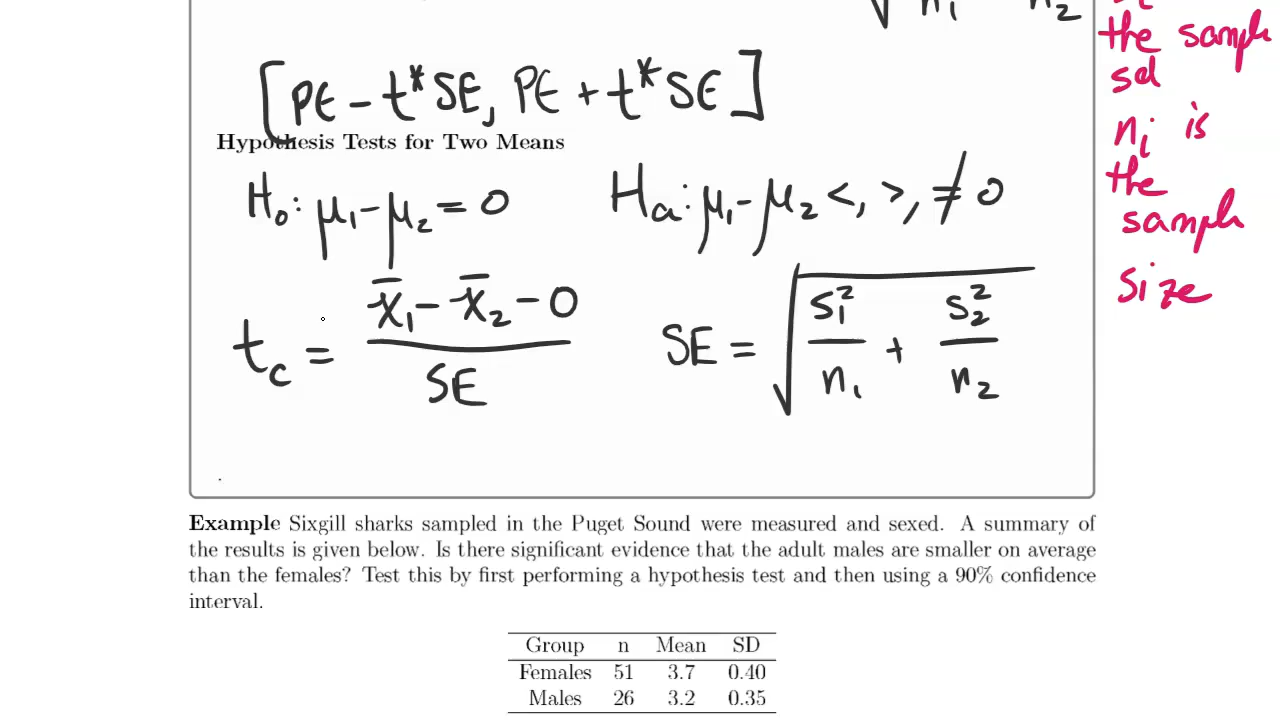 n₁ n₂
the sample
sd
[PE - t*SE, PE + t*SE]
nᵢ is
the
sample
size
Hypothesis Tests for Two Means
H₀: μ₁-μ₂ = 0
Hₐ: μ₁-μ₂ <, >, ≠ 0
t_c = (x̄₁ - x̄₂ - 0) / SE
SE = √(s₁²/n₁ + s₂²/n₂)
Example Sixgill sharks sampled in the Puget Sound were measured and sexed. A summary of
the results is given below. Is there significant evidence that the adult males are smaller on average
than the females? Test this by first performing a hypothesis test and then using a 90% confidence
interval.
Group n Mean SD
Females 51 3.7 0.40
Males 26 3.2 0.35